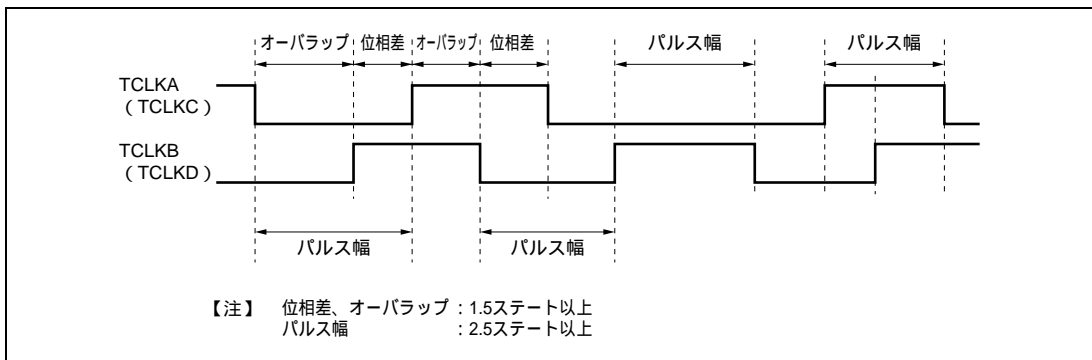 オーバラップ 位相差 オーバラップ 位相差 パルス幅 パルス幅
TCLKA
（TCLKC）
TCLKB
（TCLKD）
パルス幅 パルス幅
【注】 位相差、オーバラップ：1.5ステート以上
パルス幅 ：2.5ステート以上